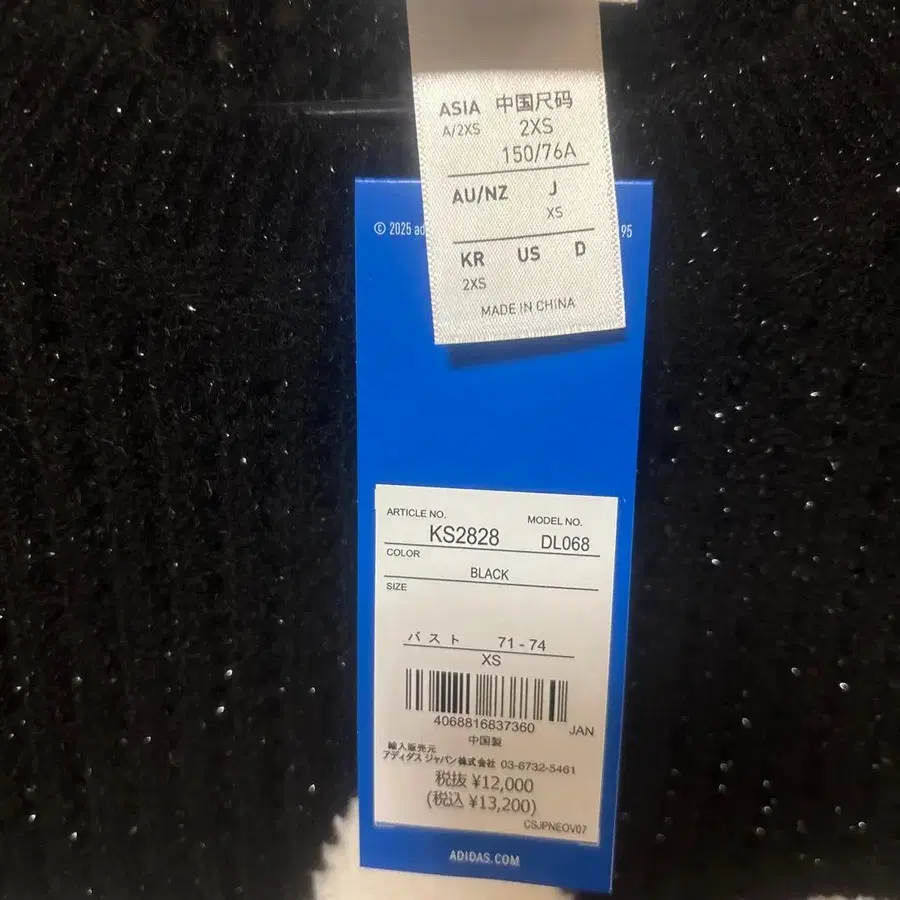 ASIA 中国尺码
A/2XS 2XS
150/76A
AU/NZ J
XS
KR US D
2XS
MADE IN CHINA
© 2025 ad 95
ARTICLE NO. MODEL NO.
KS2828 DL068
COLOR
BLACK
SIZE
バスト 71-74
XS
4068816837360 JAN
中国製
輸入販売元
アディダス ジャパン株式会社 03-6732-5461
税抜 ¥12,000
(税込 ¥13,200)
CSJPNEOV07
ADIDAS.COM